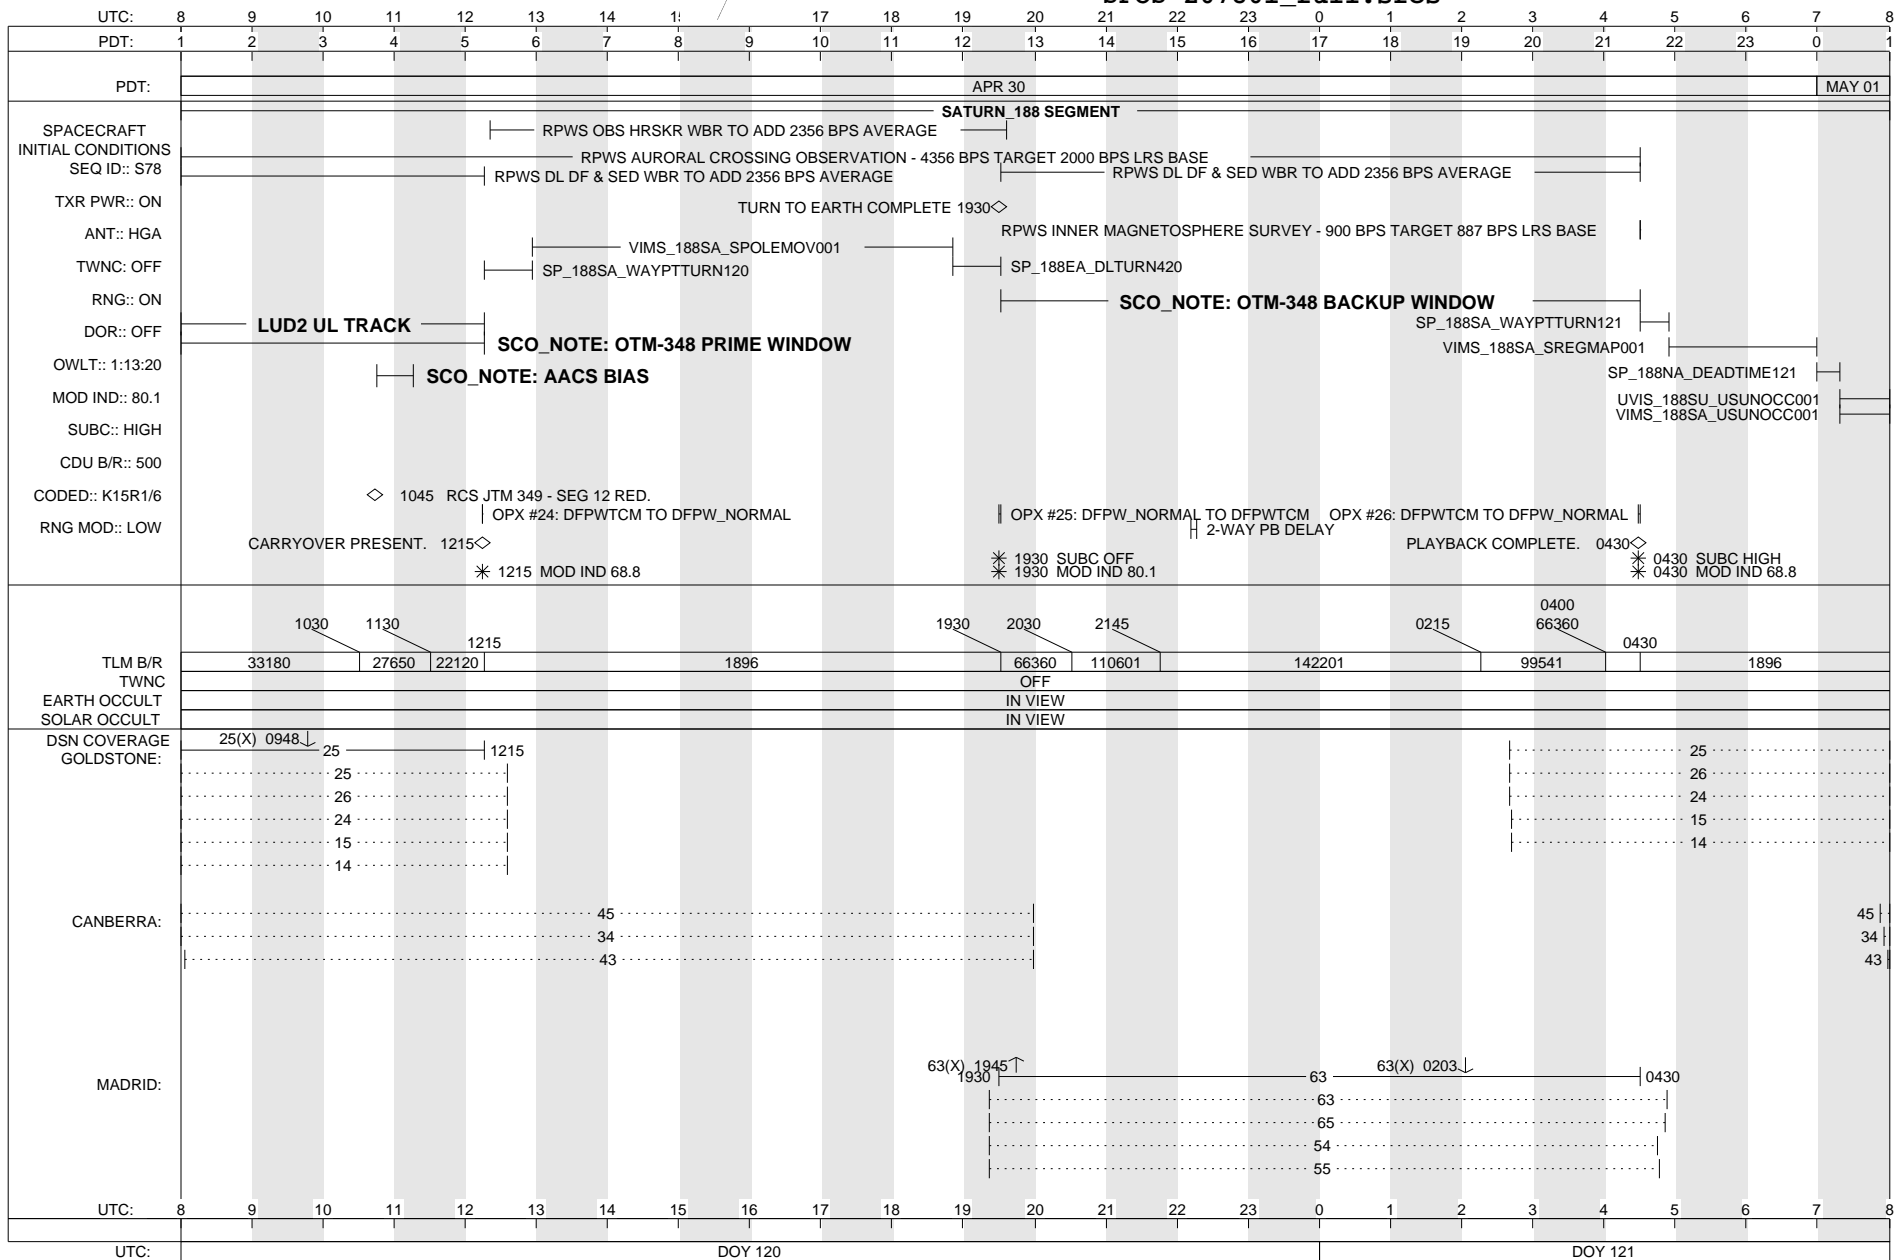 UTC: 8 9 10 11 12 13 14 17 18 19 20 21 22 23 0 1 2 3 4 5 6 7 8
PDT: 1 2 3 4 5 6 7 8 9 10 11 12 13 14 15 16 17 18 19 20 21 22 23 0 1
PDT: APR 30 MAY 01
SATURN_188 SEGMENT
SPACECRAFT
INITIAL CONDITIONS
SEQ ID:: S78
TXR PWR:: ON
ANT:: HGA
TWNC: OFF
RNG:: ON
DOR:: OFF
OWLT:: 1:13:20
MOD IND:: 80.1
SUBC:: HIGH
CDU B/R:: 500
CODED:: K15R1/6
RNG MOD:: LOW
RPWS OBS HRSKR WBR TO ADD 2356 BPS AVERAGE
RPWS AURORAL CROSSING OBSERVATION - 4356 BPS TARGET 2000 BPS LRS BASE
RPWS DL DF & SED WBR TO ADD 2356 BPS AVERAGE
RPWS DL DF & SED WBR TO ADD 2356 BPS AVERAGE
TURN TO EARTH COMPLETE 1930
RPWS INNER MAGNETOSPHERE SURVEY - 900 BPS TARGET 887 BPS LRS BASE
VIMS_188SA_SPOLEMOV001
SP_188SA_WAYPTTURN120
SP_188EA_DLTURN420
SCO_NOTE: OTM-348 BACKUP WINDOW
LUD2 UL TRACK
SP_188SA_WAYPTTURN121
SCO_NOTE: OTM-348 PRIME WINDOW
VIMS_188SA_SREGMAP001
SCO_NOTE: AACS BIAS
SP_188NA_DEADTIME121
UVIS_188SU_USUNOCC001
VIMS_188SA_USUNOCC001
1045 RCS JTM 349 - SEG 12 RED.
OPX #24: DFPWTCM TO DFPW_NORMAL
OPX #25: DFPW_NORMAL TO DFPWTCM
OPX #26: DFPWTCM TO DFPW_NORMAL
2-WAY PB DELAY
CARRYOVER PRESENT. 1215
PLAYBACK COMPLETE. 0430
1930 SUBC OFF
0430 SUBC HIGH
1215 MOD IND 68.8
1930 MOD IND 80.1
0430 MOD IND 68.8
0400
1030 1130 1930 2030 2145 0215 66360
1215 0430
TLM B/R 33180 27650 22120 1896 66360 110601 142201 99541 1896
TWNC OFF
EARTH OCCULT IN VIEW
SOLAR OCCULT IN VIEW
DSN COVERAGE
GOLDSTONE:
25(X) 0948
25 1215 25
25 26
26 24
24 15
15 14
14
CANBERRA:
45 45
34 34
43 43
MADRID:
63(X) 1945 63(X) 0203
1930 63 0430
63
65
54
55
UTC: 8 9 10 11 12 13 14 15 16 17 18 19 20 21 22 23 0 1 2 3 4 5 6 7 8
UTC: DOY 120 DOY 121